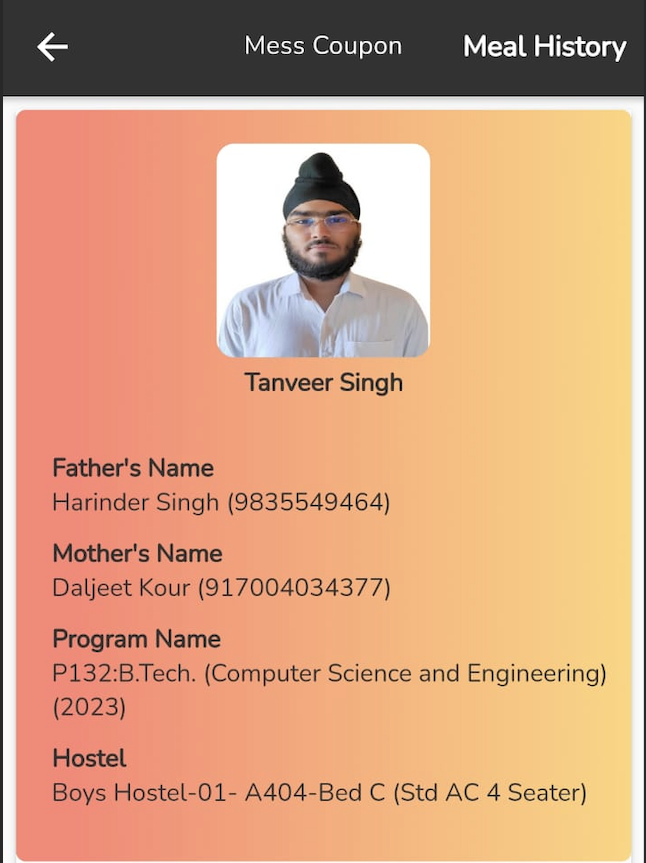 Mess Coupon Meal History
Tanveer Singh
Father's Name
Harinder Singh (9835549464)
Mother's Name
Daljeet Kour (917004034377)
Program Name
P132:B.Tech. (Computer Science and Engineering)
(2023)
Hostel
Boys Hostel-01- A404-Bed C (Std AC 4 Seater)